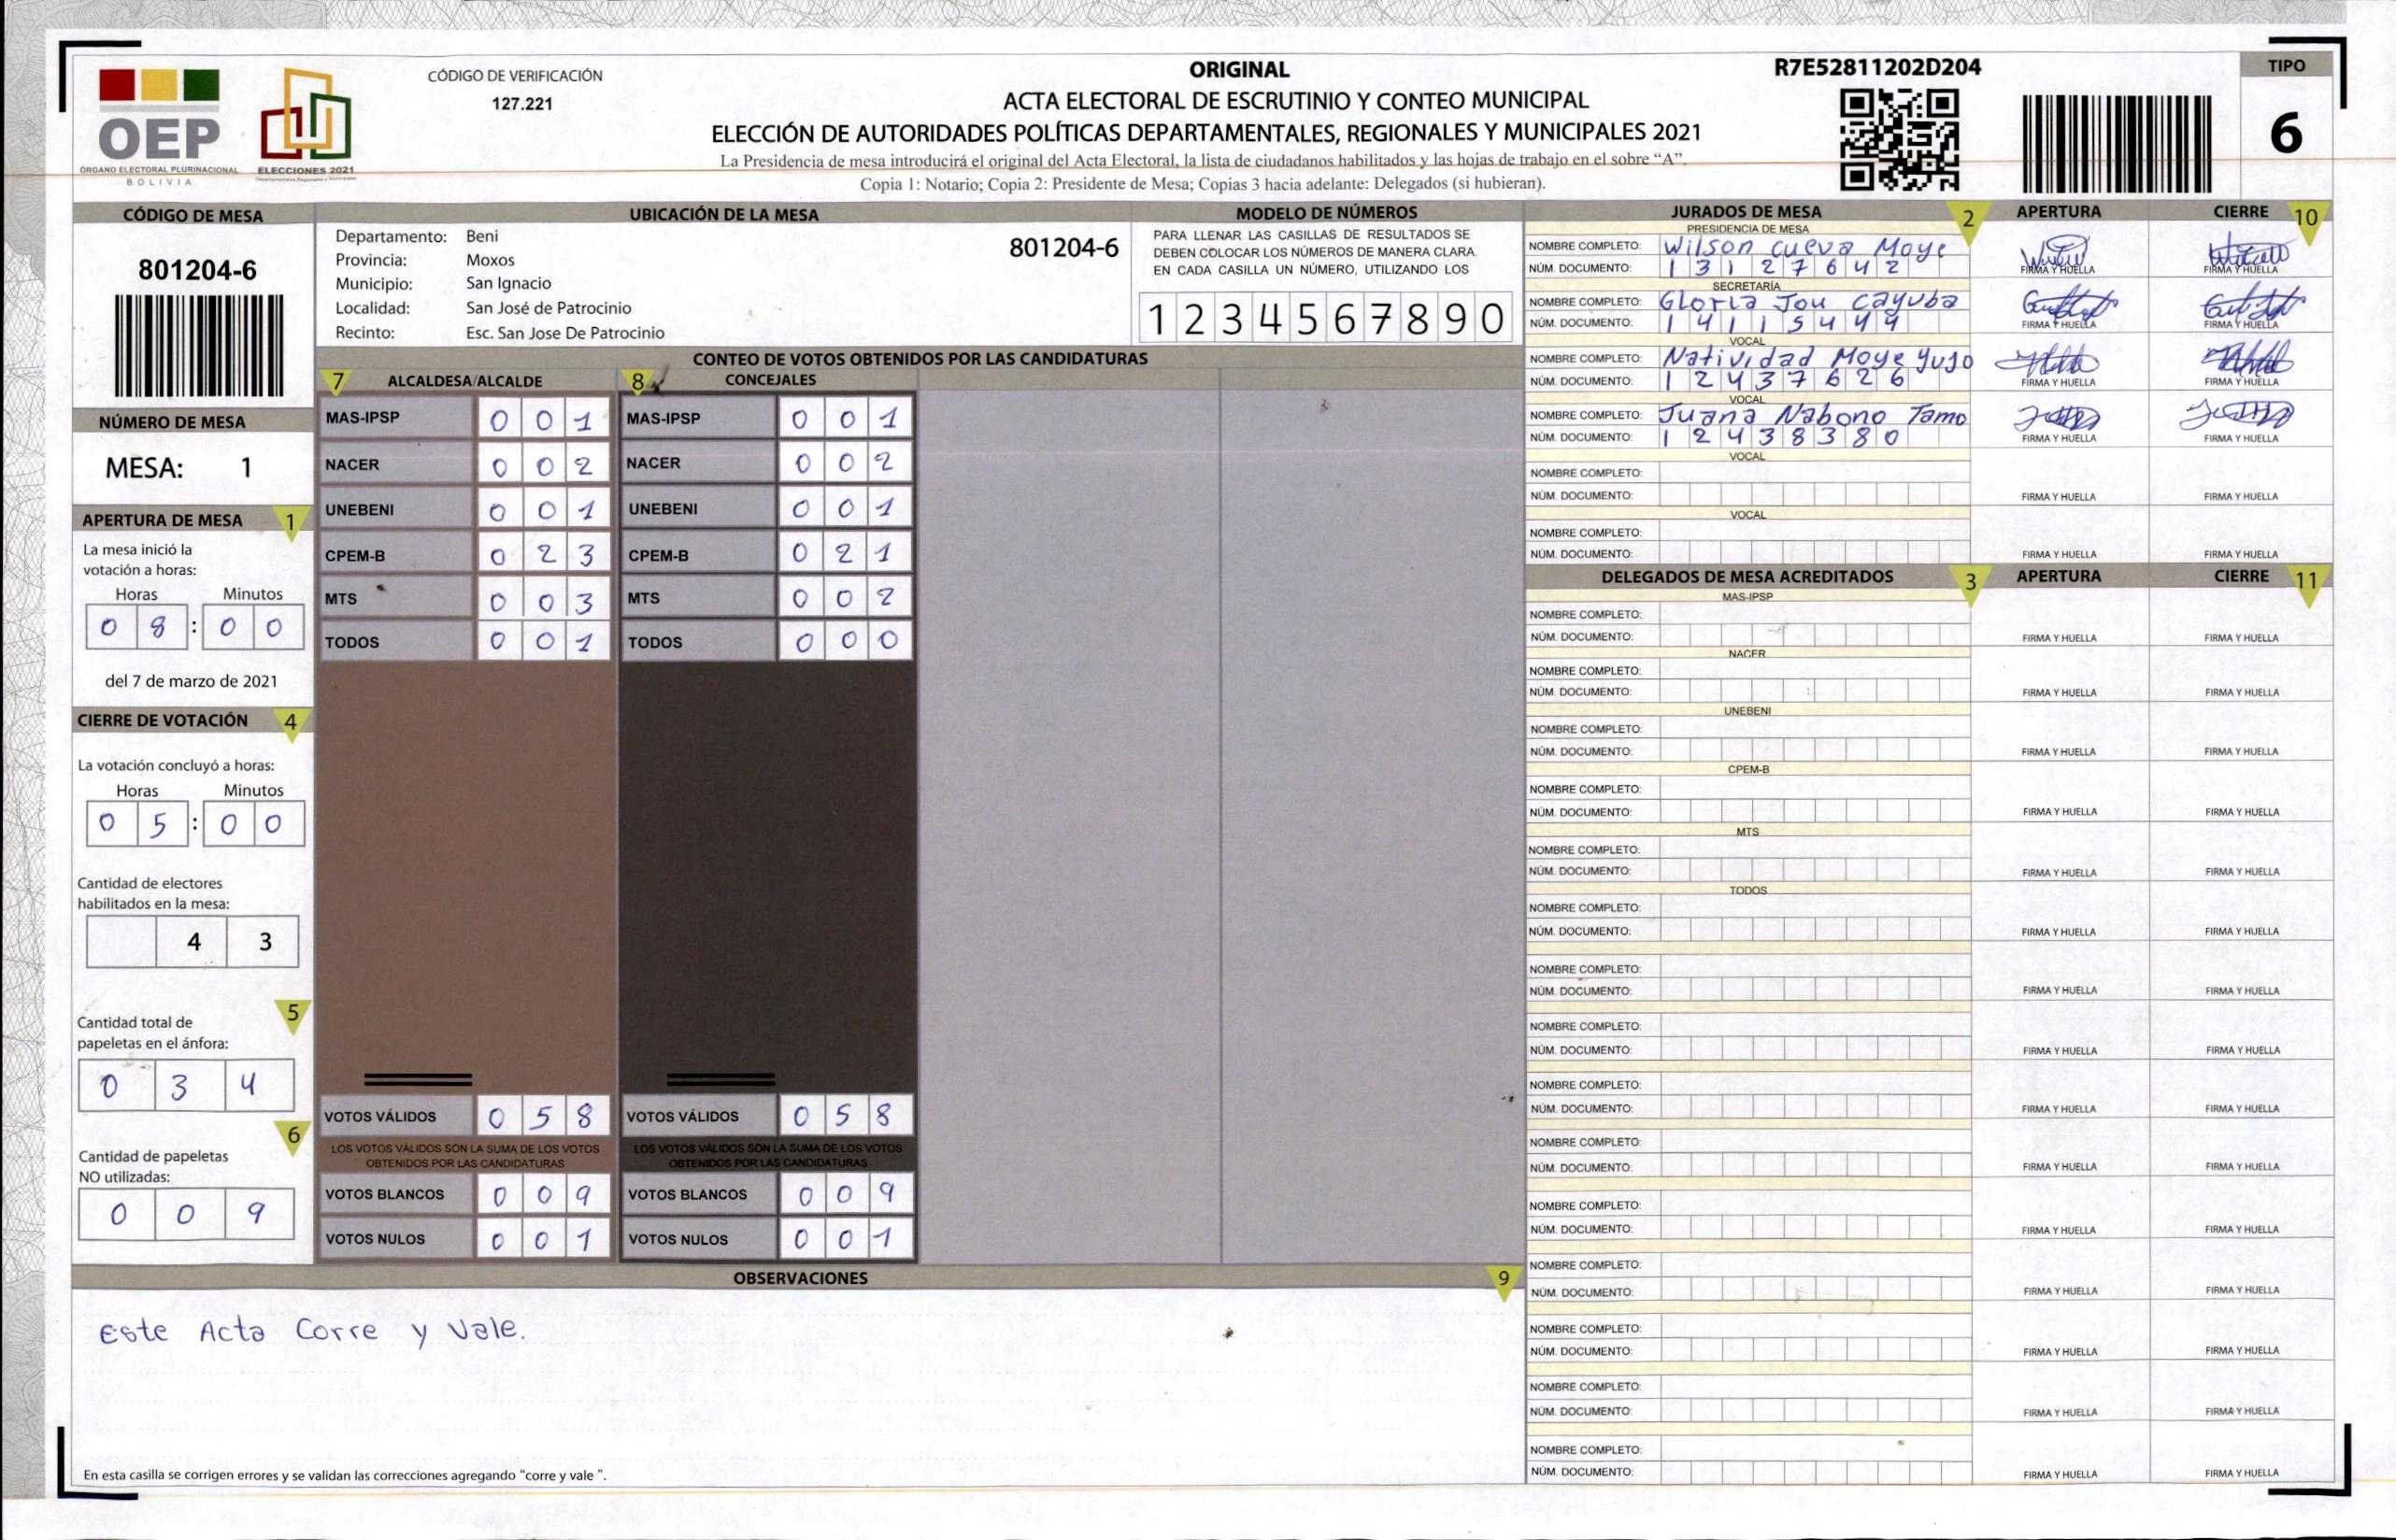 OEP
ÓRGANO ELECTORAL PLURINACIONAL
BOLIVIA
ELECCIONES 2021
CÓDIGO DE VERIFICACIÓN
127.221
ORIGINAL
ACTA ELECTORAL DE ESCRUTINIO Y CONTEO MUNICIPAL
ELECCIÓN DE AUTORIDADES POLÍTICAS DEPARTAMENTALES, REGIONALES Y MUNICIPALES 2021
La Presidencia de mesa introducirá el original del Acta Electoral, la lista de ciudadanos habilitados y las hojas de trabajo en el sobre “A”.
Copia 1: Notario; Copia 2: Presidente de Mesa; Copias 3 hacia adelante: Delegados (si hubieran).
R7E52811202D204
TIPO
6
CÓDIGO DE MESA
801204-6
NÚMERO DE MESA
MESA: 1
APERTURA DE MESA 1
La mesa inició la
votación a horas:
Horas Minutos
0 8 : 0 0
del 7 de marzo de 2021
CIERRE DE VOTACIÓN 4
La votación concluyó a horas:
Horas Minutos
0 5 : 0 0
Cantidad de electores
habilitados en la mesa:
4 3
5
Cantidad total de
papeletas en el ánfora:
0 3 4
6
Cantidad de papeletas
NO utilizadas:
0 0 9
UBICACIÓN DE LA MESA
Departamento: Beni
801204-6
Provincia: Moxos
Municipio: San Ignacio
Localidad: San José de Patrocinio
Recinto: Esc. San Jose De Patrocinio
MODELO DE NÚMEROS
PARA LLENAR LAS CASILLAS DE RESULTADOS SE
DEBEN COLOCAR LOS NÚMEROS DE MANERA CLARA.
EN CADA CASILLA UN NÚMERO, UTILIZANDO LOS
1 2 3 4 5 6 7 8 9 0
CONTEO DE VOTOS OBTENIDOS POR LAS CANDIDATURAS
7 ALCALDESA/ALCALDE
MAS-IPSP 0 0 1
NACER 0 0 2
UNEBENI 0 0 1
CPEM-B 0 2 3
MTS 0 0 3
TODOS 0 0 1
VOTOS VÁLIDOS 0 5 8
LOS VOTOS VÁLIDOS SON LA SUMA DE LOS VOTOS
OBTENIDOS POR LAS CANDIDATURAS
VOTOS BLANCOS 0 0 9
VOTOS NULOS 0 0 1
8 CONCEJALES
MAS-IPSP 0 0 1
NACER 0 0 2
UNEBENI 0 0 1
CPEM-B 0 2 1
MTS 0 0 2
TODOS 0 0 0
VOTOS VÁLIDOS 0 5 8
LOS VOTOS VÁLIDOS SON LA SUMA DE LOS VOTOS
OBTENIDOS POR LAS CANDIDATURAS
VOTOS BLANCOS 0 0 9
VOTOS NULOS 0 0 1
OBSERVACIONES 9
Este Acta Corre y Vale.
En esta casilla se corrigen errores y se validan las correcciones agregando “corre y vale ”.
JURADOS DE MESA 2 APERTURA CIERRE 10
PRESIDENCIA DE MESA
NOMBRE COMPLETO: Wilson Cueva Moye
NÚM. DOCUMENTO: 1 3 1 2 7 6 4 2 FIRMA Y HUELLA FIRMA Y HUELLA
SECRETARÍA
NOMBRE COMPLETO: Gloria Jou Cayuba
NÚM. DOCUMENTO: 1 4 1 1 5 4 4 4 FIRMA Y HUELLA FIRMA Y HUELLA
VOCAL
NOMBRE COMPLETO: Natividad Moye Yujo
NÚM. DOCUMENTO: 1 2 4 3 7 6 2 6 FIRMA Y HUELLA FIRMA Y HUELLA
VOCAL
NOMBRE COMPLETO: Juana Nabono Tamo
NÚM. DOCUMENTO: 1 2 4 3 8 3 8 0 FIRMA Y HUELLA FIRMA Y HUELLA
VOCAL
NOMBRE COMPLETO:
NÚM. DOCUMENTO: FIRMA Y HUELLA FIRMA Y HUELLA
VOCAL
NOMBRE COMPLETO:
NÚM. DOCUMENTO: FIRMA Y HUELLA FIRMA Y HUELLA
DELEGADOS DE MESA ACREDITADOS 3 APERTURA CIERRE 11
MAS-IPSP
NOMBRE COMPLETO:
NÚM. DOCUMENTO: FIRMA Y HUELLA FIRMA Y HUELLA
NACER
NOMBRE COMPLETO:
NÚM. DOCUMENTO: FIRMA Y HUELLA FIRMA Y HUELLA
UNEBENI
NOMBRE COMPLETO:
NÚM. DOCUMENTO: FIRMA Y HUELLA FIRMA Y HUELLA
CPEM-B
NOMBRE COMPLETO:
NÚM. DOCUMENTO: FIRMA Y HUELLA FIRMA Y HUELLA
MTS
NOMBRE COMPLETO:
NÚM. DOCUMENTO: FIRMA Y HUELLA FIRMA Y HUELLA
TODOS
NOMBRE COMPLETO:
NÚM. DOCUMENTO: FIRMA Y HUELLA FIRMA Y HUELLA
NOMBRE COMPLETO:
NÚM. DOCUMENTO: FIRMA Y HUELLA FIRMA Y HUELLA
NOMBRE COMPLETO:
NÚM. DOCUMENTO: FIRMA Y HUELLA FIRMA Y HUELLA
NOMBRE COMPLETO:
NÚM. DOCUMENTO: FIRMA Y HUELLA FIRMA Y HUELLA
NOMBRE COMPLETO:
NÚM. DOCUMENTO: FIRMA Y HUELLA FIRMA Y HUELLA
NOMBRE COMPLETO:
NÚM. DOCUMENTO: FIRMA Y HUELLA FIRMA Y HUELLA
NOMBRE COMPLETO:
NÚM. DOCUMENTO: FIRMA Y HUELLA FIRMA Y HUELLA
NOMBRE COMPLETO:
NÚM. DOCUMENTO: FIRMA Y HUELLA FIRMA Y HUELLA
NOMBRE COMPLETO:
NÚM. DOCUMENTO: FIRMA Y HUELLA FIRMA Y HUELLA
NOMBRE COMPLETO:
NÚM. DOCUMENTO: FIRMA Y HUELLA FIRMA Y HUELLA